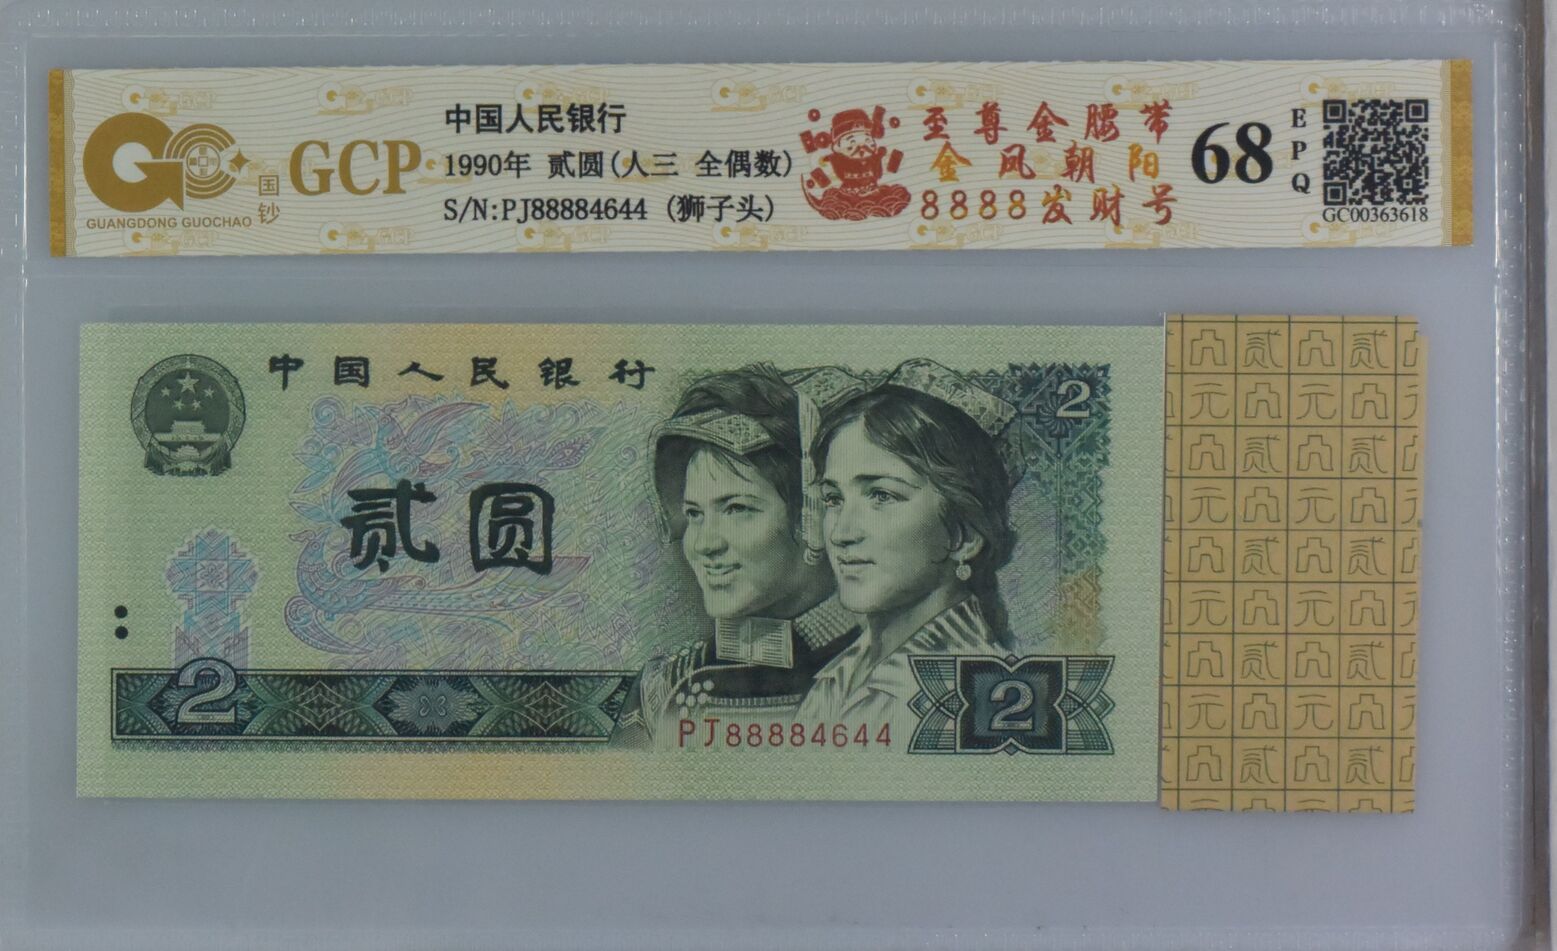 GCP
国钞
GUANGDONG GUOCHAO
中国人民银行
1990年 贰圆(人三 全偶数)
S/N:PJ88884644 (狮子头)
至尊金腰带
金凤朝阳
8888发财号
68
EPQ
GC00363618
中国人民银行
2
贰圆
2
PJ88884644
2